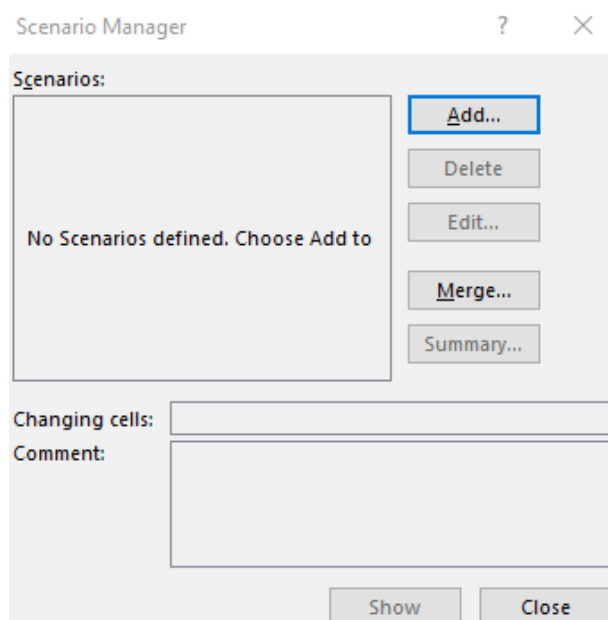 Scenario Manager ?
Scenarios:
Add...
Delete
No Scenarios defined. Choose Add to
Edit...
Merge...
Summary...
Changing cells:
Comment:
Show Close